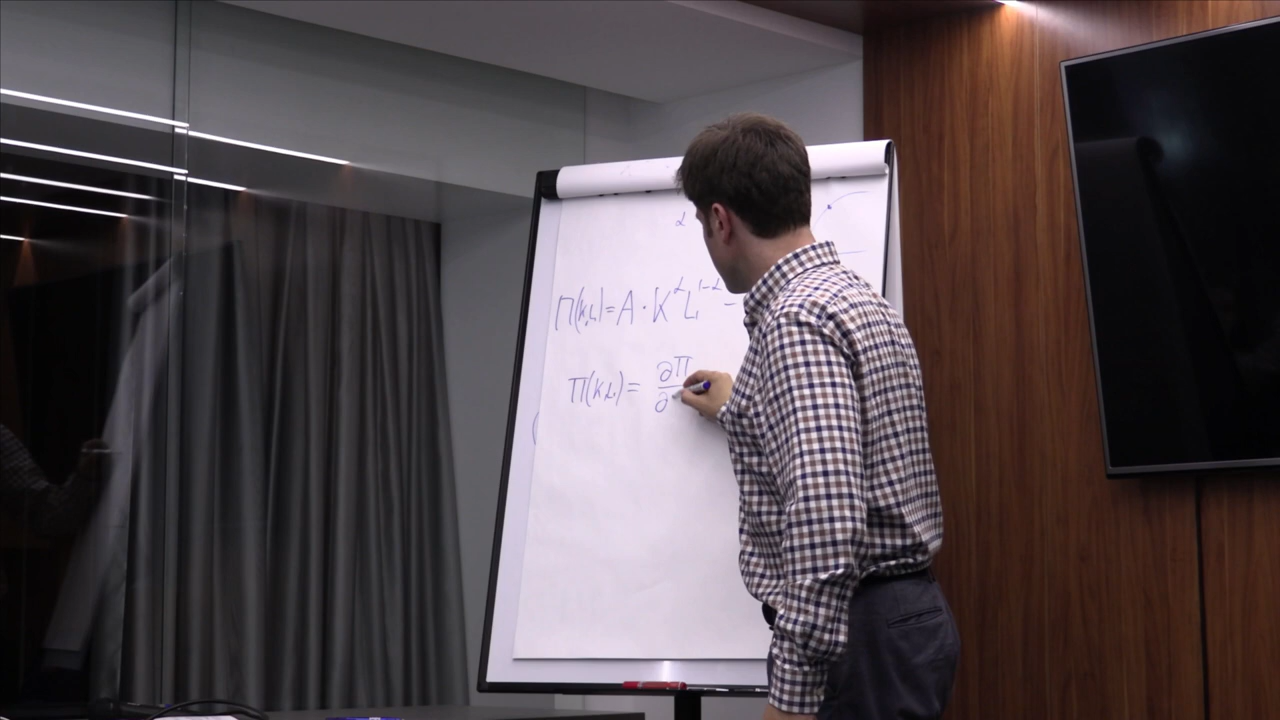 α
Π(K,L)=A·K^α L^{1-α} -
Π(K,L)= ∂Π
∂